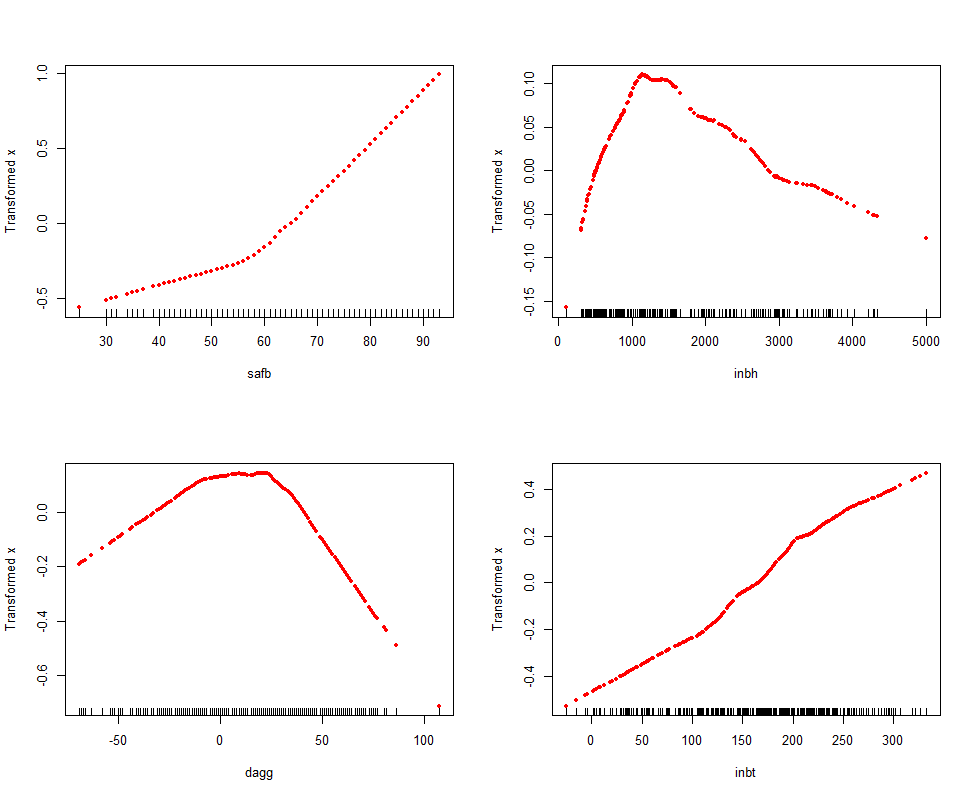 Transformed x
1.0
0.5
0.0
-0.5
30 40 50 60 70 80 90
safb
Transformed x
0.10
0.05
0.00
-0.05
-0.10
-0.15
0 1000 2000 3000 4000 5000
inbh
Transformed x
0.0
-0.2
-0.4
-0.6
-50 0 50 100
dagg
Transformed x
0.4
0.2
0.0
-0.2
-0.4
0 50 100 150 200 250 300
inbt